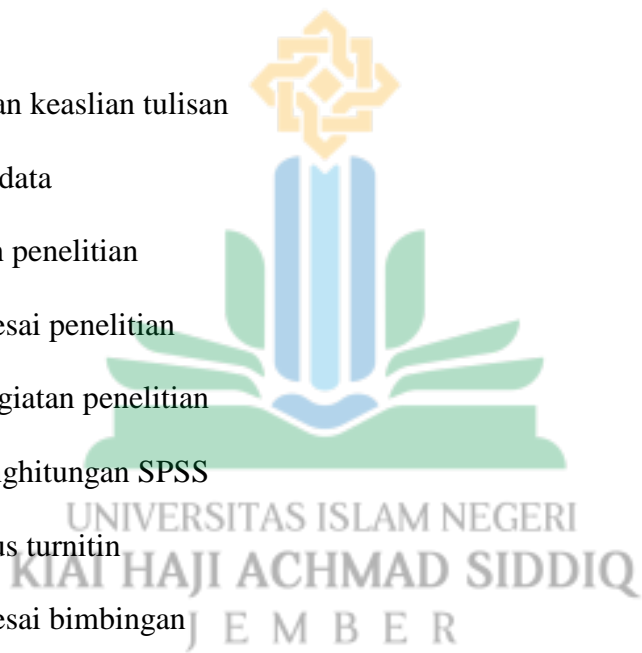 an keaslian tulisan
data
n penelitian
esai penelitian
giatan penelitian
nghitungan SPSS
UNIVERSITAS ISLAM NEGERI
us turnitin
KIAI HAJI ACHMAD SIDDIQ
esai bimbingan
JEMBER